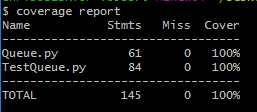 $ coverage report
Name Stmts Miss Cover
----------------------------------
Queue.py 61 0 100%
TestQueue.py 84 0 100%
----------------------------------
TOTAL 145 0 100%